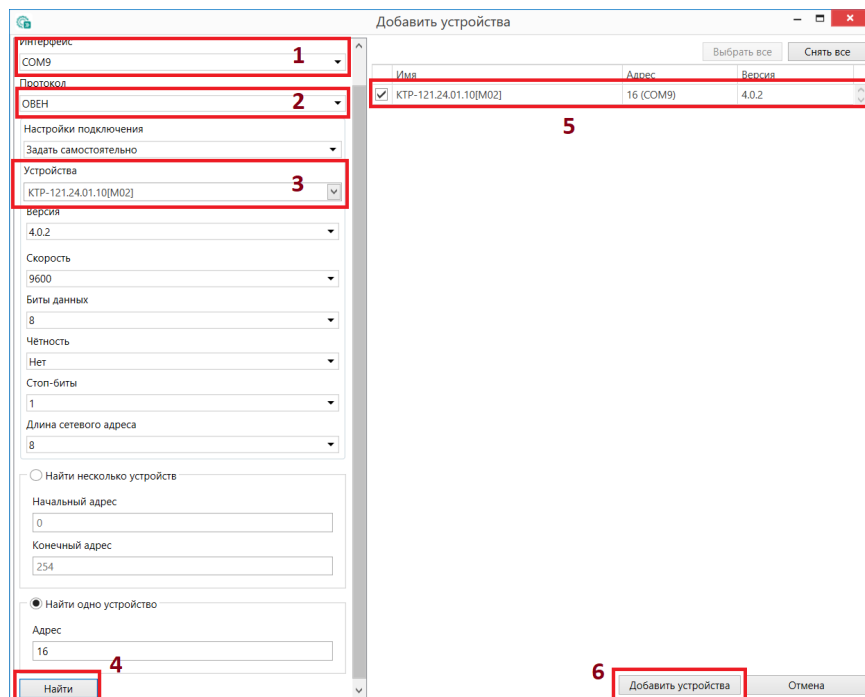 Добавить устройства
Интерфейс
COM9
1
Протокол
ОВЕН
2
Настройки подключения
Задать самостоятельно
Устройства
КТР-121.24.01.10[M02]
3
Версия
4.0.2
Скорость
9600
Биты данных
8
Чётность
Нет
Стоп-биты
1
Длина сетевого адреса
8
Найти несколько устройств
Начальный адрес
0
Конечный адрес
254
Найти одно устройство
Адрес
16
4
Найти
Выбрать все Снять все
Имя Адрес Версия
КТР-121.24.01.10[M02] 16 (COM9) 4.0.2
5
6
Добавить устройства Отмена